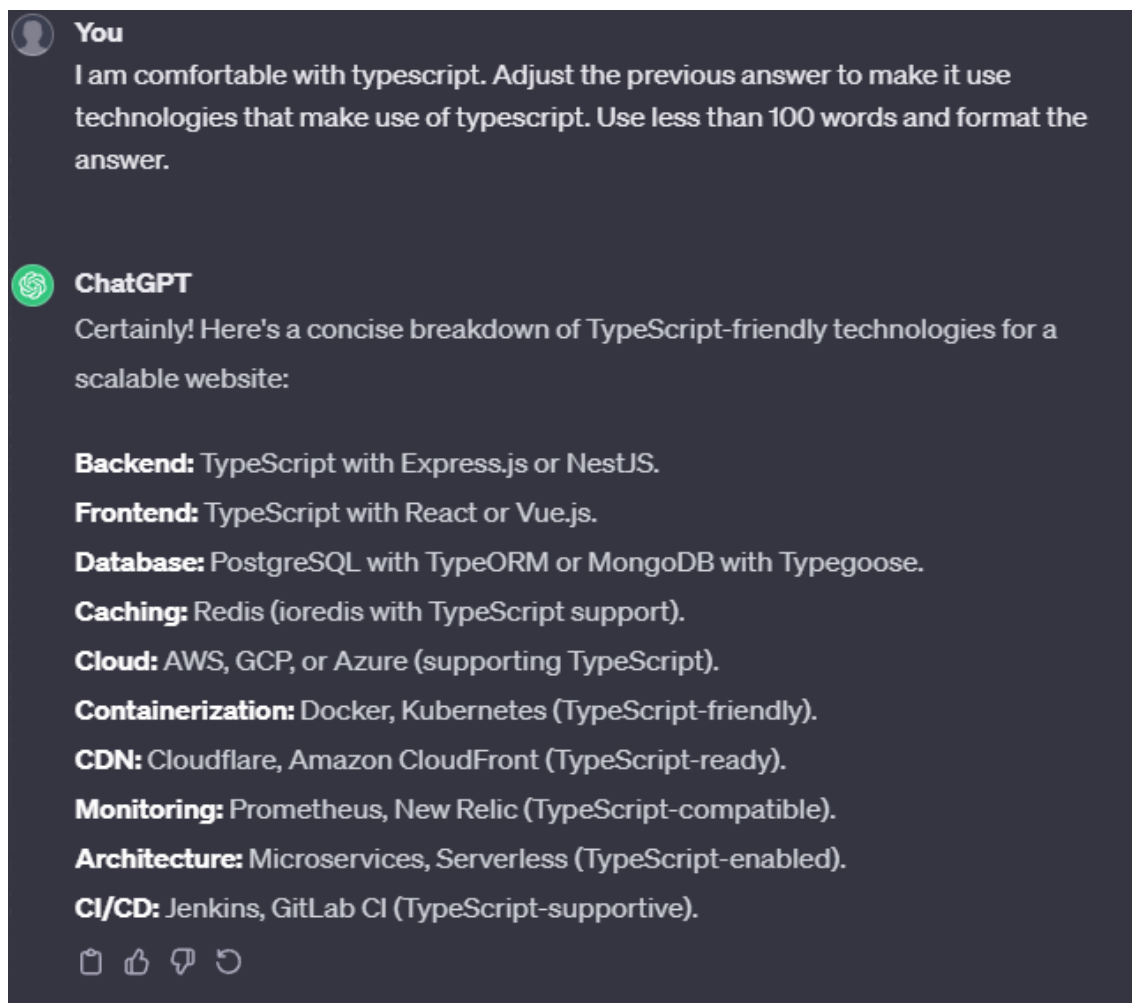 You
I am comfortable with typescript. Adjust the previous answer to make it use
technologies that make use of typescript. Use less than 100 words and format the
answer.
ChatGPT
Certainly! Here's a concise breakdown of TypeScript-friendly technologies for a
scalable website:
Backend: TypeScript with Express.js or NestJS.
Frontend: TypeScript with React or Vue.js.
Database: PostgreSQL with TypeORM or MongoDB with Typegoose.
Caching: Redis (ioredis with TypeScript support).
Cloud: AWS, GCP, or Azure (supporting TypeScript).
Containerization: Docker, Kubernetes (TypeScript-friendly).
CDN: Cloudflare, Amazon CloudFront (TypeScript-ready).
Monitoring: Prometheus, New Relic (TypeScript-compatible).
Architecture: Microservices, Serverless (TypeScript-enabled).
CI/CD: Jenkins, GitLab CI (TypeScript-supportive).